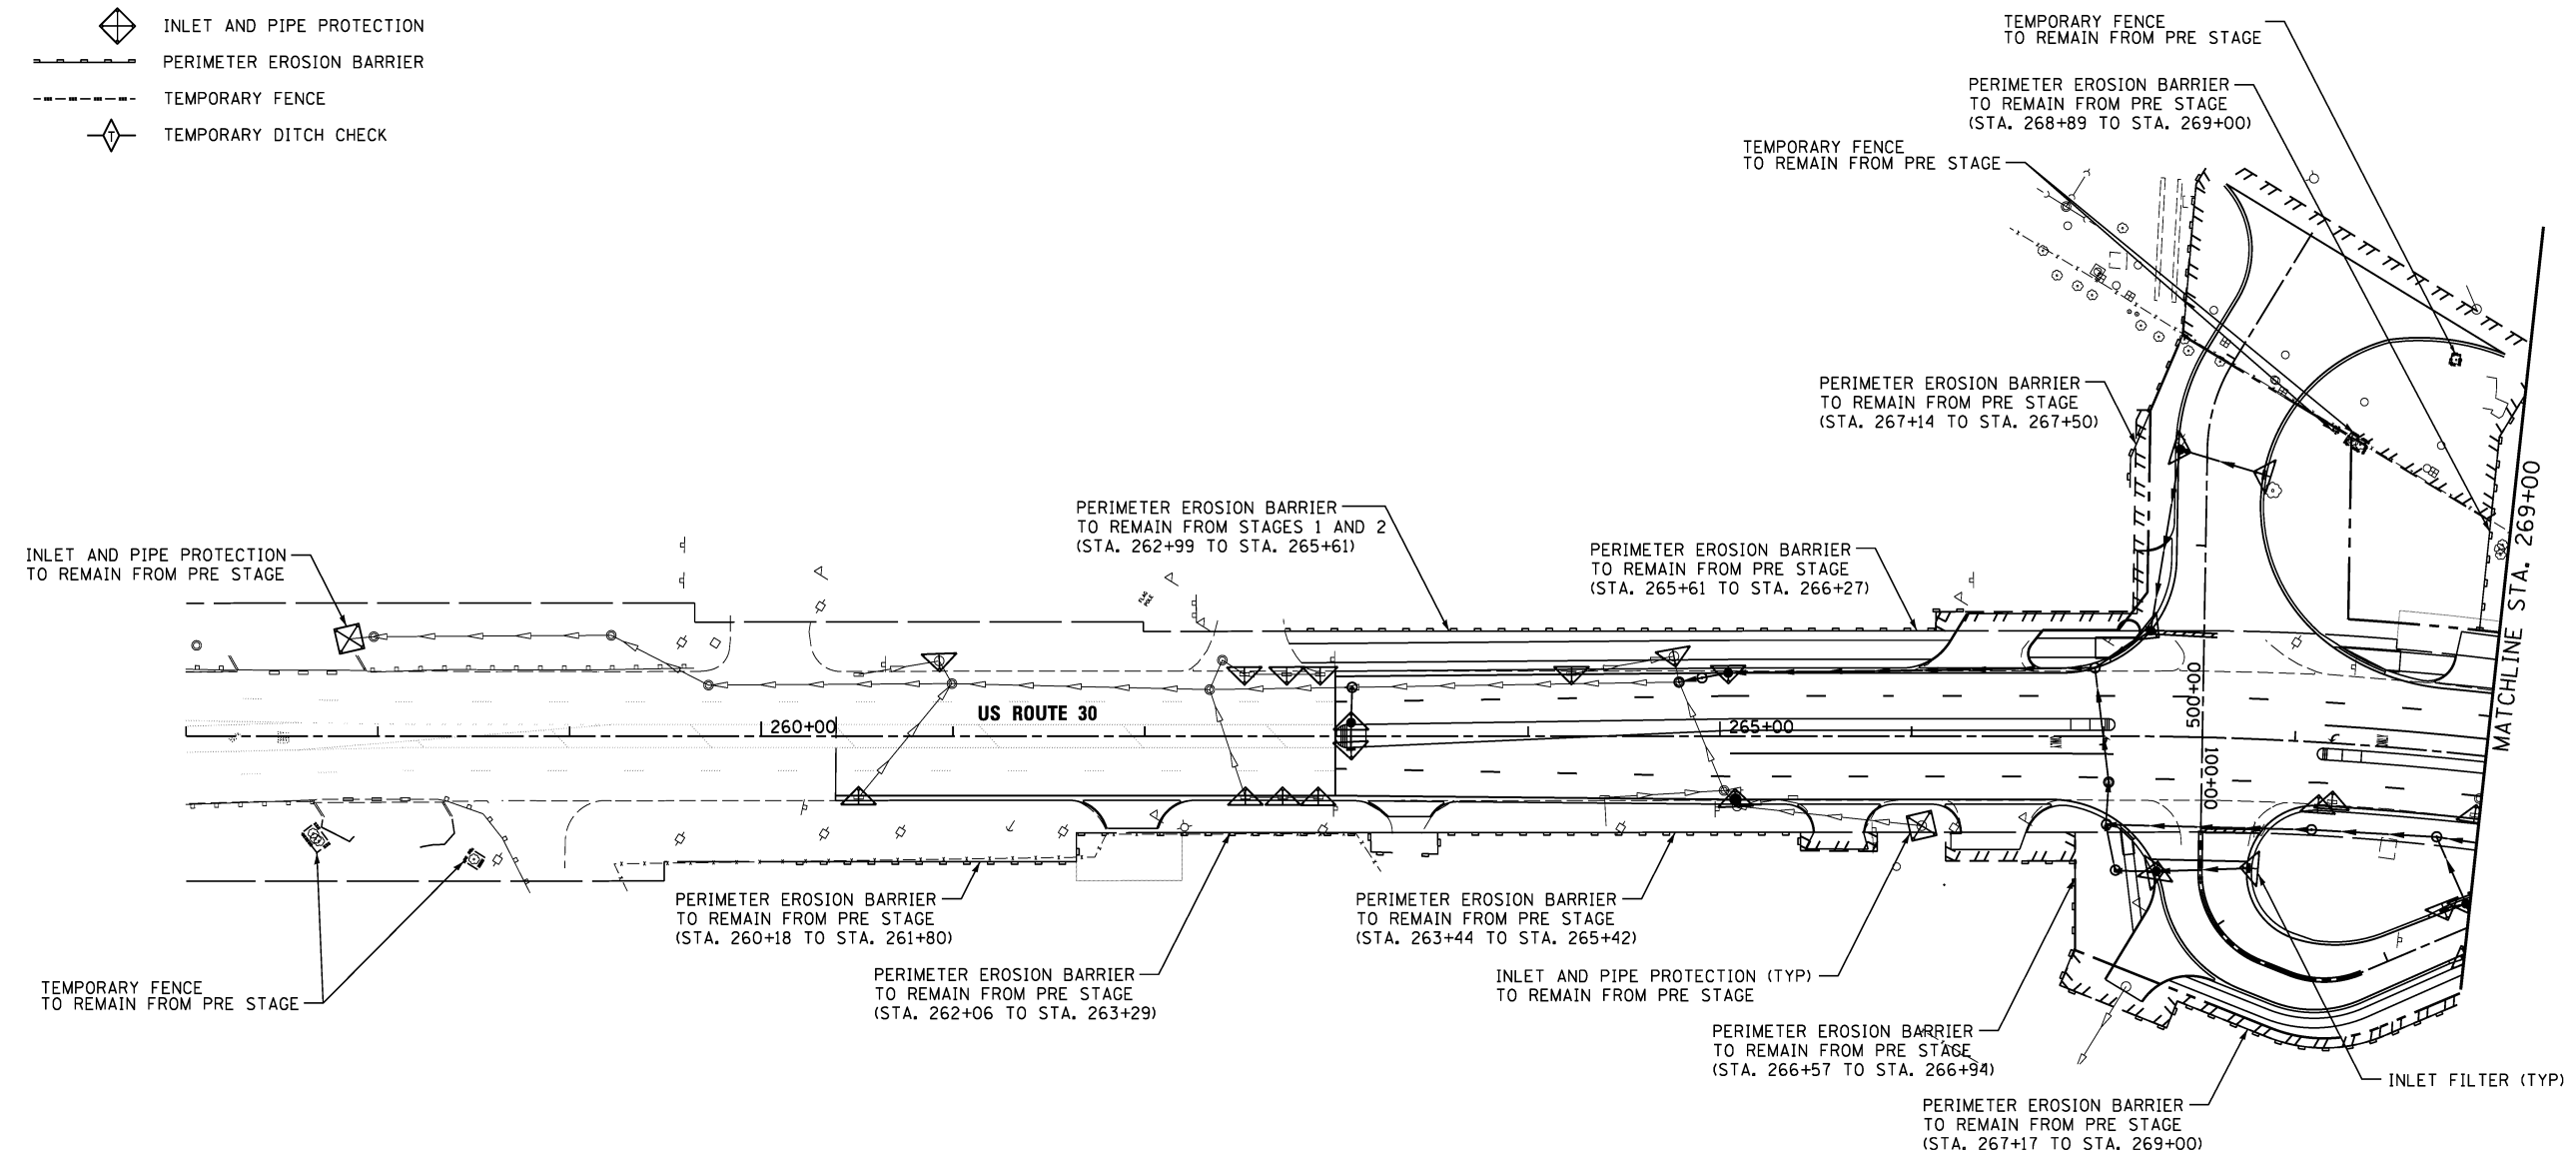 INLET AND PIPE PROTECTION
PERIMETER EROSION BARRIER
TEMPORARY FENCE
T
TEMPORARY DITCH CHECK
TEMPORARY FENCE
TO REMAIN FROM PRE STAGE
PERIMETER EROSION BARRIER
TO REMAIN FROM PRE STAGE
(STA. 268+89 TO STA. 269+00)
TEMPORARY FENCE
TO REMAIN FROM PRE STAGE
PERIMETER EROSION BARRIER
TO REMAIN FROM PRE STAGE
(STA. 267+14 TO STA. 267+50)
PERIMETER EROSION BARRIER
TO REMAIN FROM STAGES 1 AND 2
(STA. 262+99 TO STA. 265+61)
PERIMETER EROSION BARRIER
TO REMAIN FROM PRE STAGE
(STA. 265+61 TO STA. 266+27)
INLET AND PIPE PROTECTION
TO REMAIN FROM PRE STAGE
FLAG
POLE
MATCHLINE STA. 269+00
500+00
100+00
US ROUTE 30
260+00
265+00
PERIMETER EROSION BARRIER
TO REMAIN FROM PRE STAGE
(STA. 260+18 TO STA. 261+80)
PERIMETER EROSION BARRIER
TO REMAIN FROM PRE STAGE
(STA. 263+44 TO STA. 265+42)
TEMPORARY FENCE
TO REMAIN FROM PRE STAGE
PERIMETER EROSION BARRIER
TO REMAIN FROM PRE STAGE
(STA. 262+06 TO STA. 263+29)
INLET AND PIPE PROTECTION (TYP)
TO REMAIN FROM PRE STAGE
PERIMETER EROSION BARRIER
TO REMAIN FROM PRE STAGE
(STA. 266+57 TO STA. 266+94)
INLET FILTER (TYP)
PERIMETER EROSION BARRIER
TO REMAIN FROM PRE STAGE
(STA. 267+17 TO STA. 269+00)